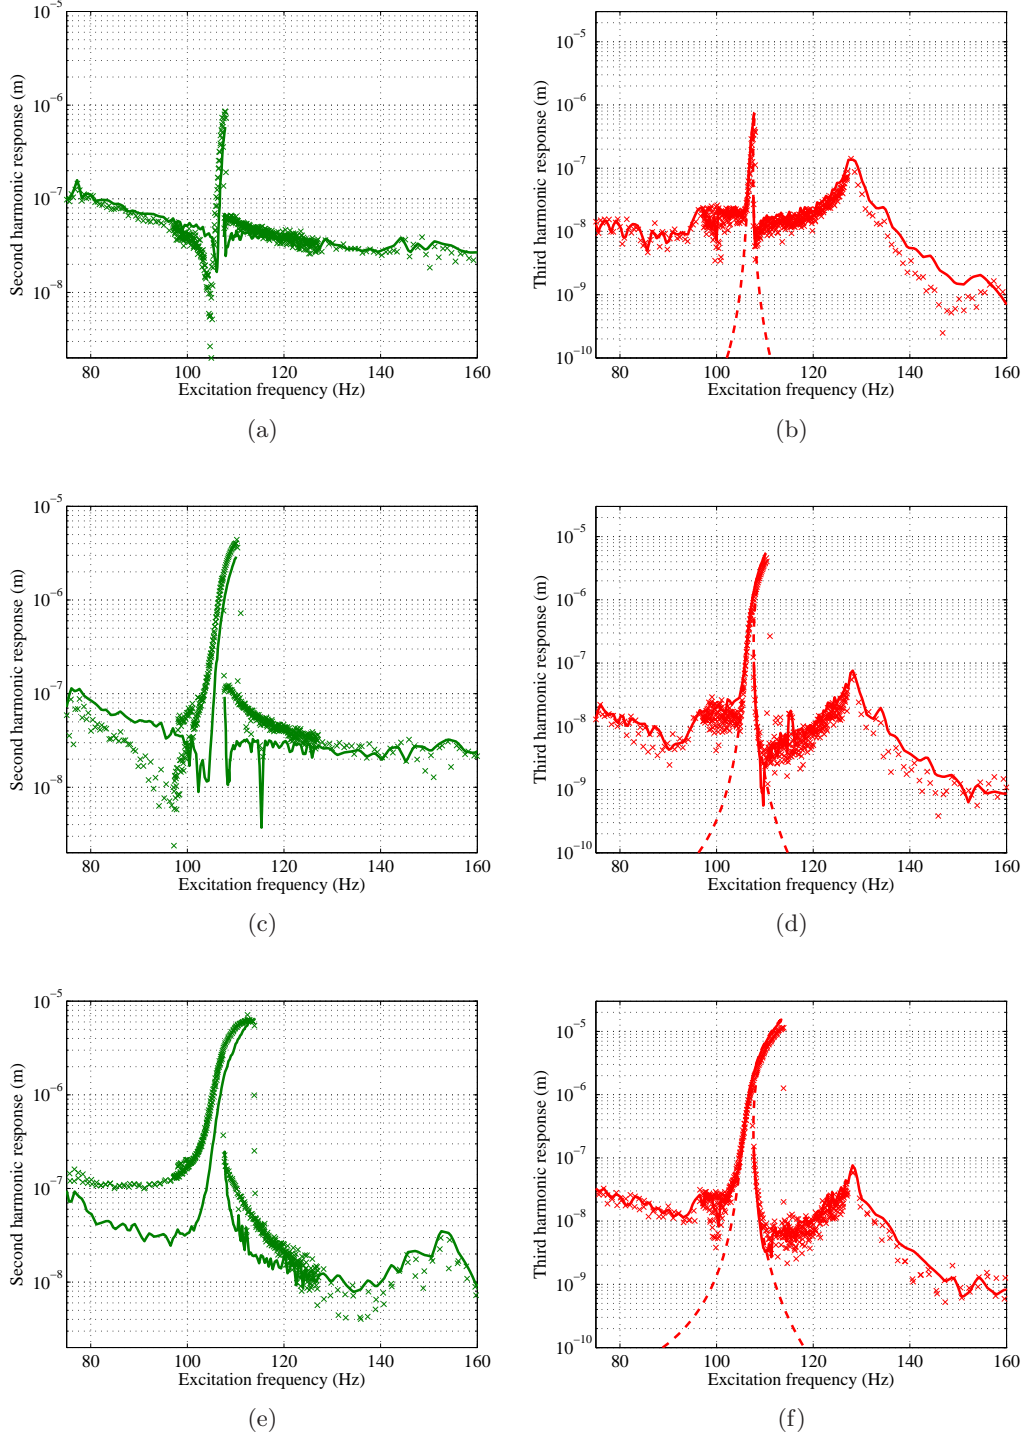 Second harmonic response (m)
10⁻⁵
10⁻⁶
10⁻⁷
10⁻⁸
80 100 120 140 160
Excitation frequency (Hz)
(a)
Third harmonic response (m)
10⁻⁵
10⁻⁶
10⁻⁷
10⁻⁸
10⁻⁹
10⁻¹⁰
80 100 120 140 160
Excitation frequency (Hz)
(b)
Second harmonic response (m)
10⁻⁵
10⁻⁶
10⁻⁷
10⁻⁸
80 100 120 140 160
Excitation frequency (Hz)
(c)
Third harmonic response (m)
10⁻⁵
10⁻⁶
10⁻⁷
10⁻⁸
10⁻⁹
10⁻¹⁰
80 100 120 140 160
Excitation frequency (Hz)
(d)
Second harmonic response (m)
10⁻⁵
10⁻⁶
10⁻⁷
10⁻⁸
80 100 120 140 160
Excitation frequency (Hz)
(e)
Third harmonic response (m)
10⁻⁵
10⁻⁶
10⁻⁷
10⁻⁸
10⁻⁹
10⁻¹⁰
80 100 120 140 160
Excitation frequency (Hz)
(f)